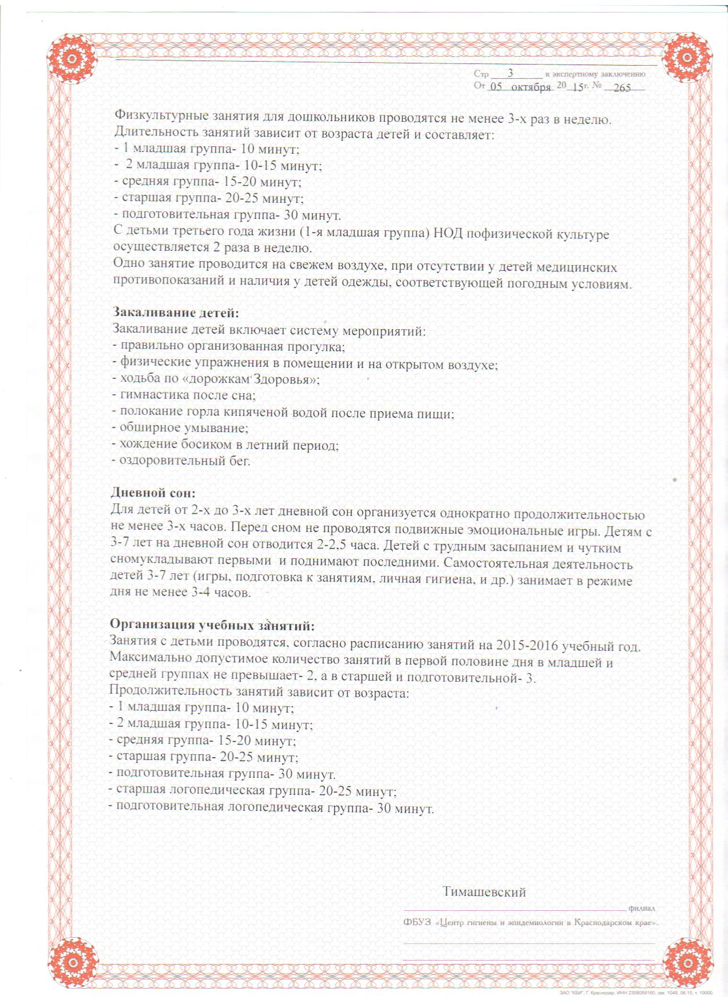 Стр 3 к экспертному заключению
От 05 октября 2015г. № 265
Физкультурные занятия для дошкольников проводятся не менее 3-х раз в неделю.
Длительность занятий зависит от возраста детей и составляет:
- 1 младшая группа- 10 минут;
- 2 младшая группа- 10-15 минут;
- средняя группа- 15-20 минут;
- старшая группа- 20-25 минут;
- подготовительная группа- 30 минут.
С детьми третьего года жизни (1-я младшая группа) НОД пофизической культуре
осуществляется 2 раза в неделю.
Одно занятие проводится на свежем воздухе, при отсутствии у детей медицинских
противопоказаний и наличия у детей одежды, соответствующей погодным условиям.
Закаливание детей:
Закаливание детей включает систему мероприятий:
- правильно организованная прогулка;
- физические упражнения в помещении и на открытом воздухе;
- ходьба по «дорожкам Здоровья»;
- гимнастика после сна;
- полокание горла кипяченой водой после приема пищи;
- обширное умывание;
- хождение босиком в летний период;
- оздоровительный бег.
Дневной сон:
Для детей от 2-х до 3-х лет дневной сон организуется однократно продолжительностью
не менее 3-х часов. Перед сном не проводятся подвижные эмоциональные игры. Детям с
3-7 лет на дневной сон отводится 2-2,5 часа. Детей с трудным засыпанием и чутким
сномукладывают первыми и поднимают последними. Самостоятельная деятельность
детей 3-7 лет (игры, подготовка к занятиям, личная гигиена, и др.) занимает в режиме
дня не менее 3-4 часов.
Организация учебных занятий:
Занятия с детьми проводятся, согласно расписанию занятий на 2015-2016 учебный год.
Максимально допустимое количество занятий в первой половине дня в младшей и
средней группах не превышает- 2, а в старшей и подготовительной- 3.
Продолжительность занятий зависит от возраста:
- 1 младшая группа- 10 минут;
- 2 младшая группа- 10-15 минут;
- средняя группа- 15-20 минут;
- старшая группа- 20-25 минут;
- подготовительная группа- 30 минут.
- старшая логопедическая группа- 20-25 минут;
- подготовительная логопедическая группа- 30 минут.
Тимашевский
филиал
ФБУЗ «Центр гигиены и эпидемиологии в Краснодарском крае».
ЗАО "КБИ", Г. Краснодар, ИНН 2308059160, зак. 1048, 06.15, т. 10000.